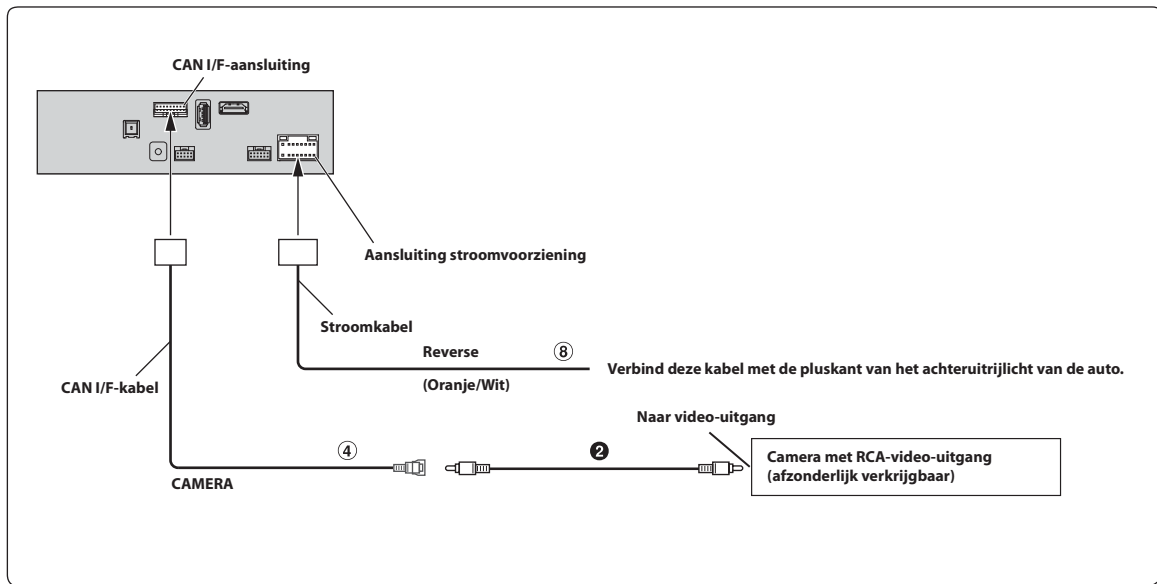 CAN I/F-aansluiting
Aansluiting stroomvoorziening
Stroomkabel
Reverse
⑧
(Oranje/Wit)
Verbind deze kabel met de pluskant van het achteruitrijlicht van de auto.
CAN I/F-kabel
Naar video-uitgang
④
❷
CAMERA
Camera met RCA-video-uitgang
(afzonderlijk verkrijgbaar)